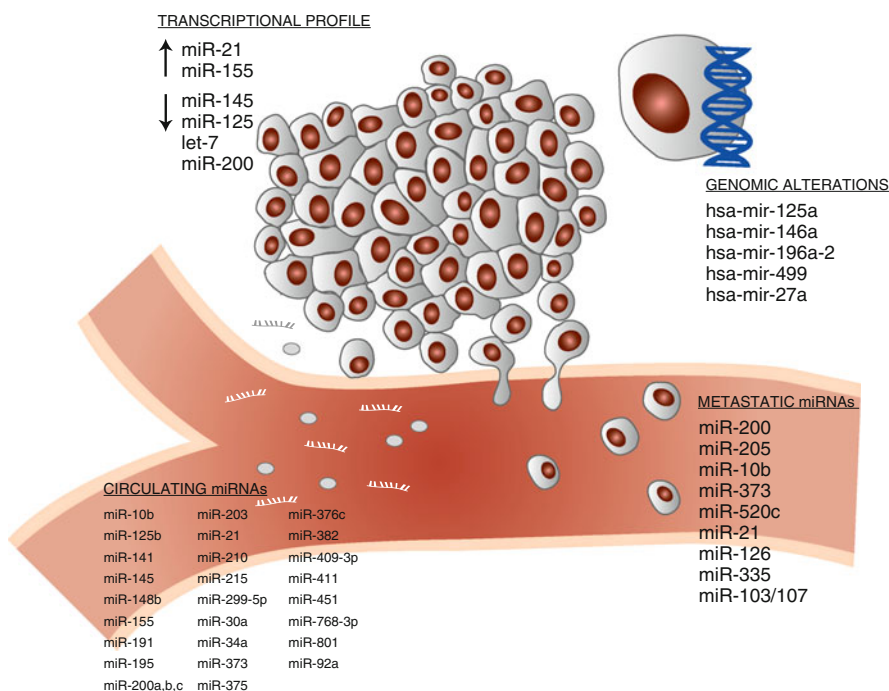 TRANSCRIPTIONAL PROFILE
miR-21
miR-155
miR-145
miR-125
let-7
miR-200
GENOMIC ALTERATIONS
hsa-mir-125a
hsa-mir-146a
hsa-mir-196a-2
hsa-mir-499
hsa-mir-27a
METASTATIC miRNAs
miR-200
miR-205
miR-10b
miR-373
miR-520c
miR-21
miR-126
miR-335
miR-103/107
CIRCULATING miRNAs
miR-10b miR-203 miR-376c
miR-125b miR-21 miR-382
miR-141 miR-210 miR-409-3p
miR-145 miR-215 miR-411
miR-148b miR-299-5p miR-451
miR-155 miR-30a miR-768-3p
miR-191 miR-34a miR-801
miR-195 miR-373 miR-92a
miR-200a,b,c miR-375